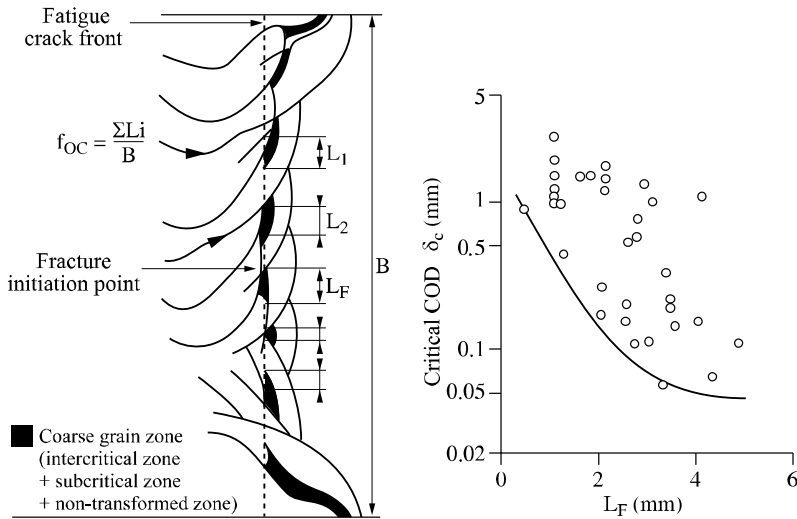 Fatigue
crack front
f_OC = ΣLi / B
L₁
L₂
B
Fracture
initiation point
L_F
Coarse grain zone
(intercritical zone
+ subcritical zone
+ non-transformed zone)
Critical COD δ_c (mm)
5
1
0.5
0.1
0.05
0.02
0
2
4
6
L_F (mm)